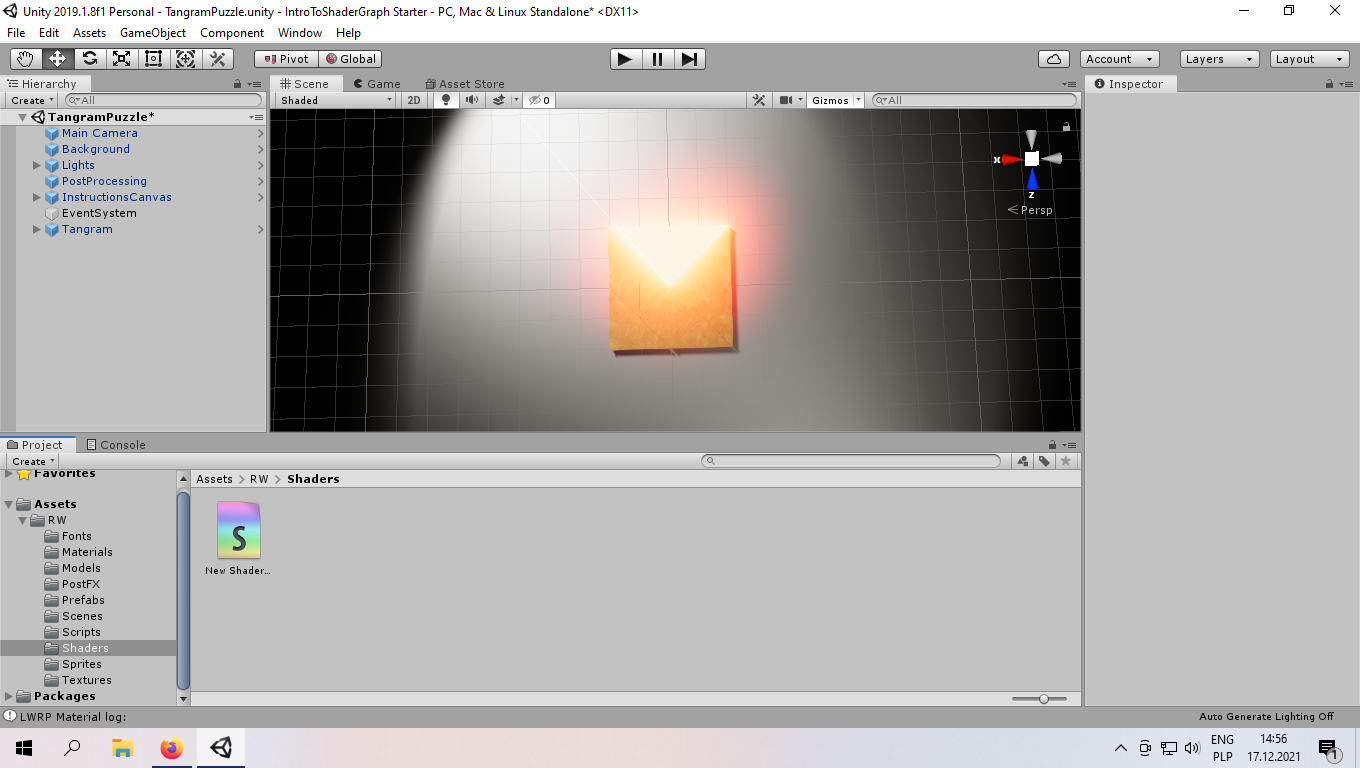 Unity 2019.1.8f1 Personal - TangramPuzzle.unity - IntroToShaderGraph Starter - PC, Mac & Linux Standalone* <DX11>
File Edit Assets GameObject Component Window Help
Pivot Global Account Layers Layout
Hierarchy
Create All
TangramPuzzle*
Main Camera
Background
Lights
PostProcessing
InstructionsCanvas
EventSystem
Tangram
Scene Game Asset Store
Shaded 2D 0 Gizmos All
x
z
Persp
Inspector
Project Console
Create
Favorites
Assets
RW
Fonts
Materials
Models
PostFX
Prefabs
Scenes
Scripts
Shaders
Sprites
Textures
Packages
Assets > RW > Shaders
S
New Shader...
LWRP Material log:
Auto Generate Lighting Off
ENG
PLP
14:56
17.12.2021
1